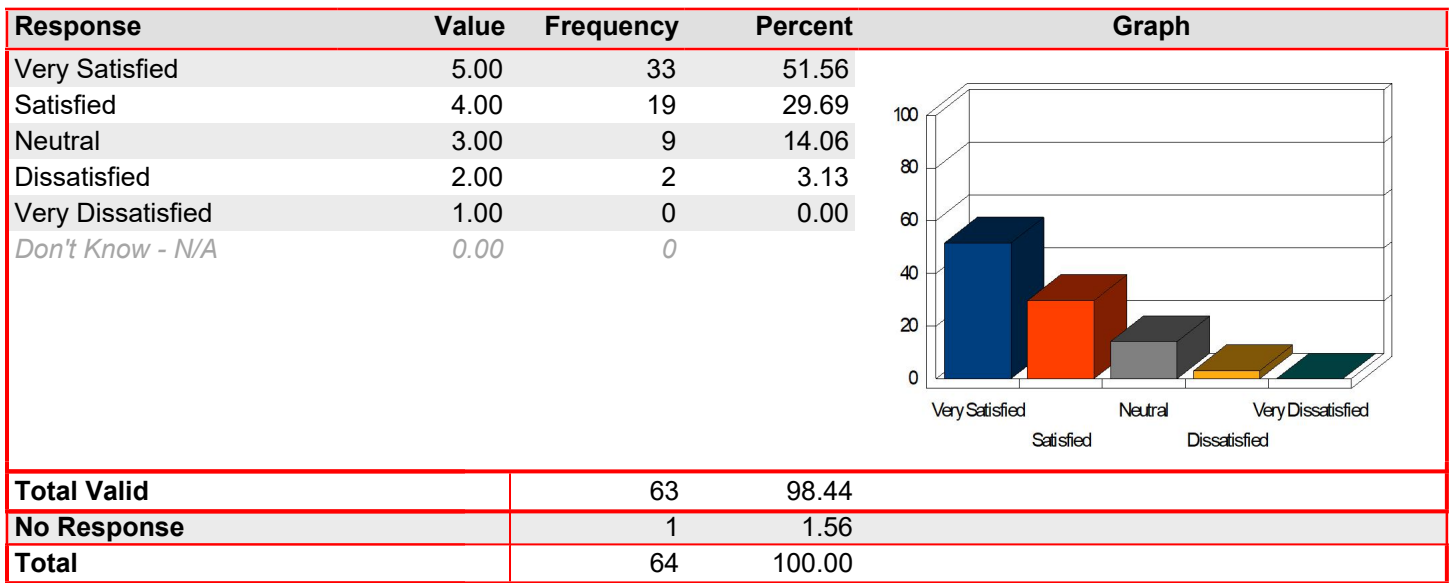 Response Value Frequency Percent Graph
Very Satisfied 5.00 33 51.56
Satisfied 4.00 19 29.69
Neutral 3.00 9 14.06
Dissatisfied 2.00 2 3.13
Very Dissatisfied 1.00 0 0.00
Don't Know - N/A 0.00 0
100
80
60
40
20
0
Very Satisfied Neutral Very Dissatisfied
Satisfied Dissatisfied
Total Valid 63 98.44
No Response 1 1.56
Total 64 100.00